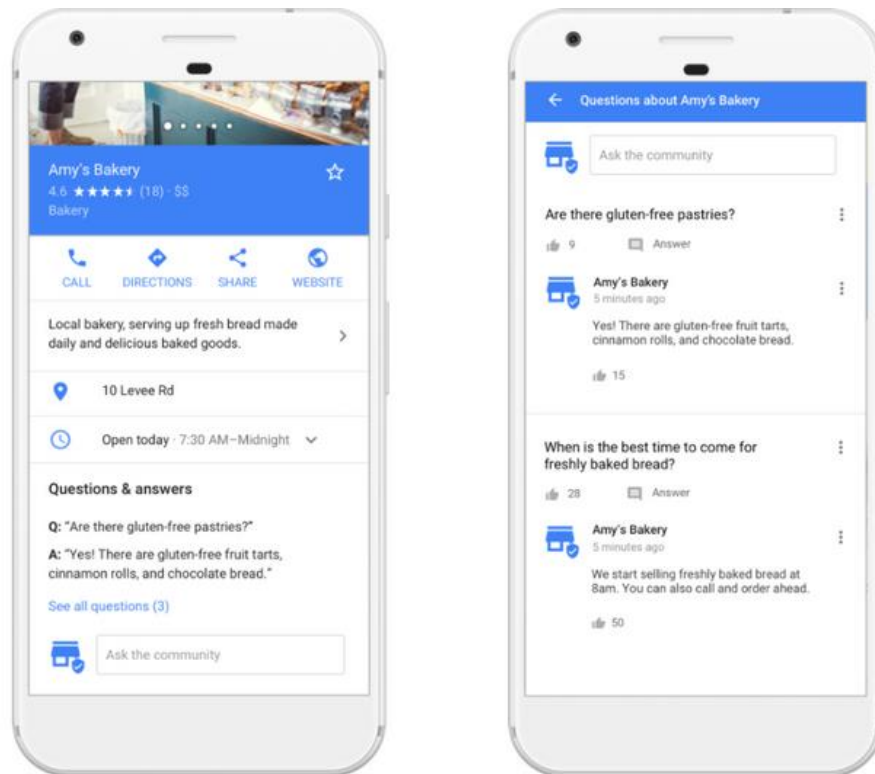 Amy's Bakery
4.6 ★★★★★ (18) · $$
Bakery
CALL
DIRECTIONS
SHARE
WEBSITE
Local bakery, serving up fresh bread made
daily and delicious baked goods.
10 Levee Rd
Open today · 7:30 AM–Midnight
Questions & answers
Q: "Are there gluten-free pastries?"
A: "Yes! There are gluten-free fruit tarts,
cinnamon rolls, and chocolate bread."
See all questions (3)
Ask the community
Questions about Amy's Bakery
Ask the community
Are there gluten-free pastries?
9
Answer
Amy's Bakery
5 minutes ago
Yes! There are gluten-free fruit tarts,
cinnamon rolls, and chocolate bread.
15
When is the best time to come for
freshly baked bread?
28
Answer
Amy's Bakery
5 minutes ago
We start selling freshly baked bread at
8am. You can also call and order ahead.
50